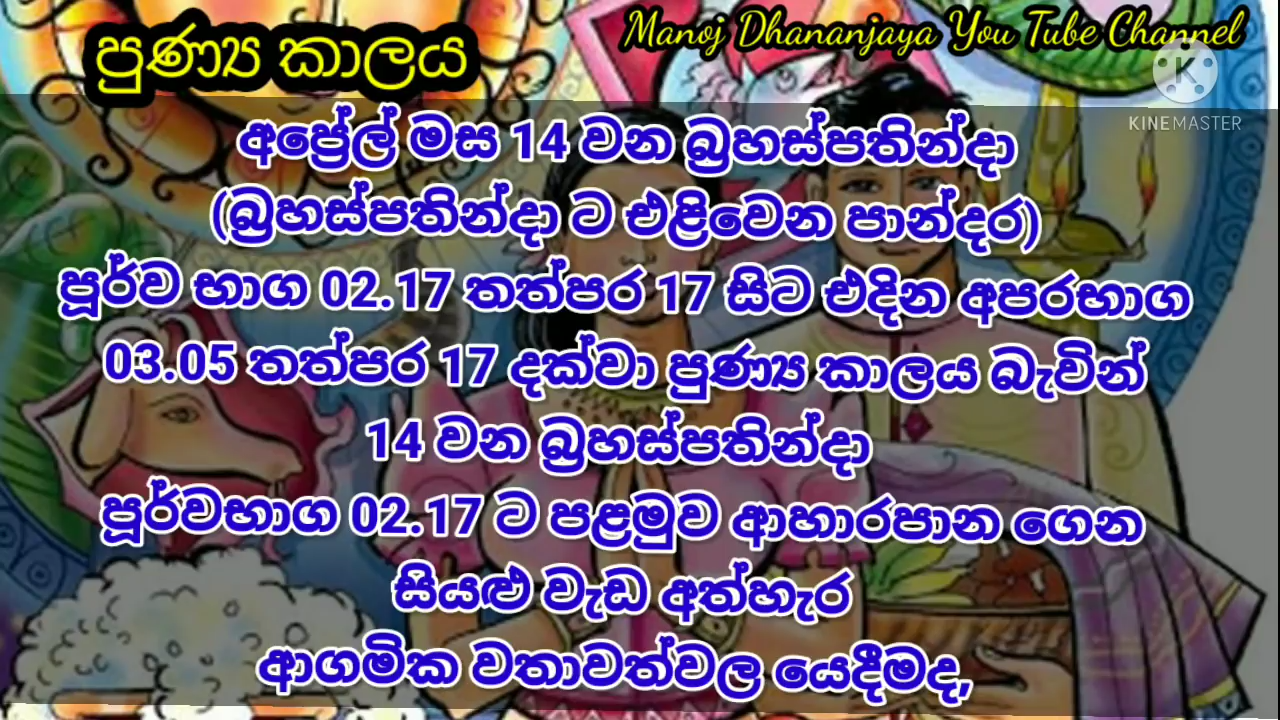 පුණ්‍ය කාලය
Manoj Dhananjaya You Tube Channel
K
KINEMASTER
අප්‍රේල් මස 14 වන බ්‍රහස්පතින්දා
(බ්‍රහස්පතින්දා ට එළිවෙන පාන්දර)
පූර්ව භාග 02.17 තත්පර 17 සිට එදින අපරභාග
03.05 තත්පර 17 දක්වා පුණ්‍ය කාලය බැවින්
14 වන බ්‍රහස්පතින්දා
පූර්වභාග 02.17 ට පළමුව ආහාරපාන ගෙන
සියළු වැඩ අත්හැර
ආගමික වතාවත්වල යෙදීමද,